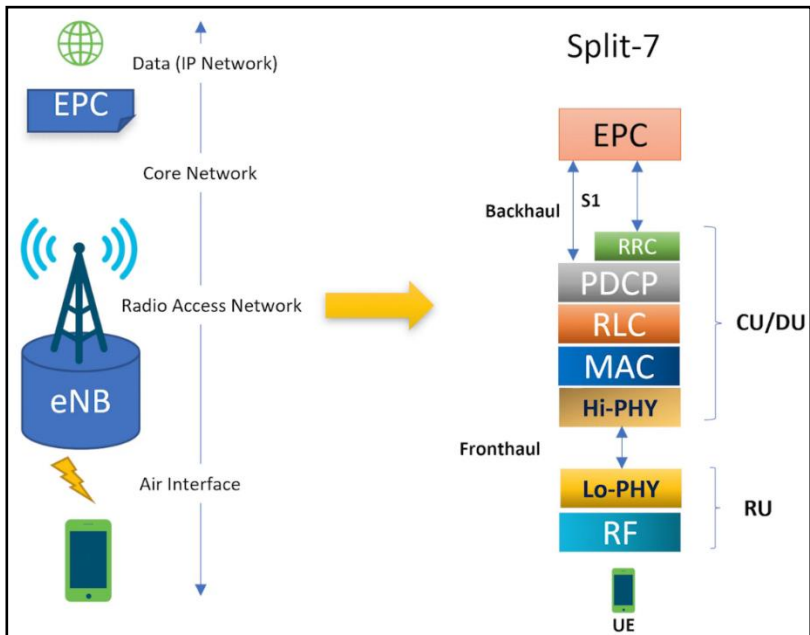 Data (IP Network)
EPC
Core Network
Radio Access Network
eNB
Air Interface
Split-7
EPC
Backhaul
S1
RRC
PDCP
RLC
MAC
Hi-PHY
CU/DU
Fronthaul
Lo-PHY
RF
RU
UE